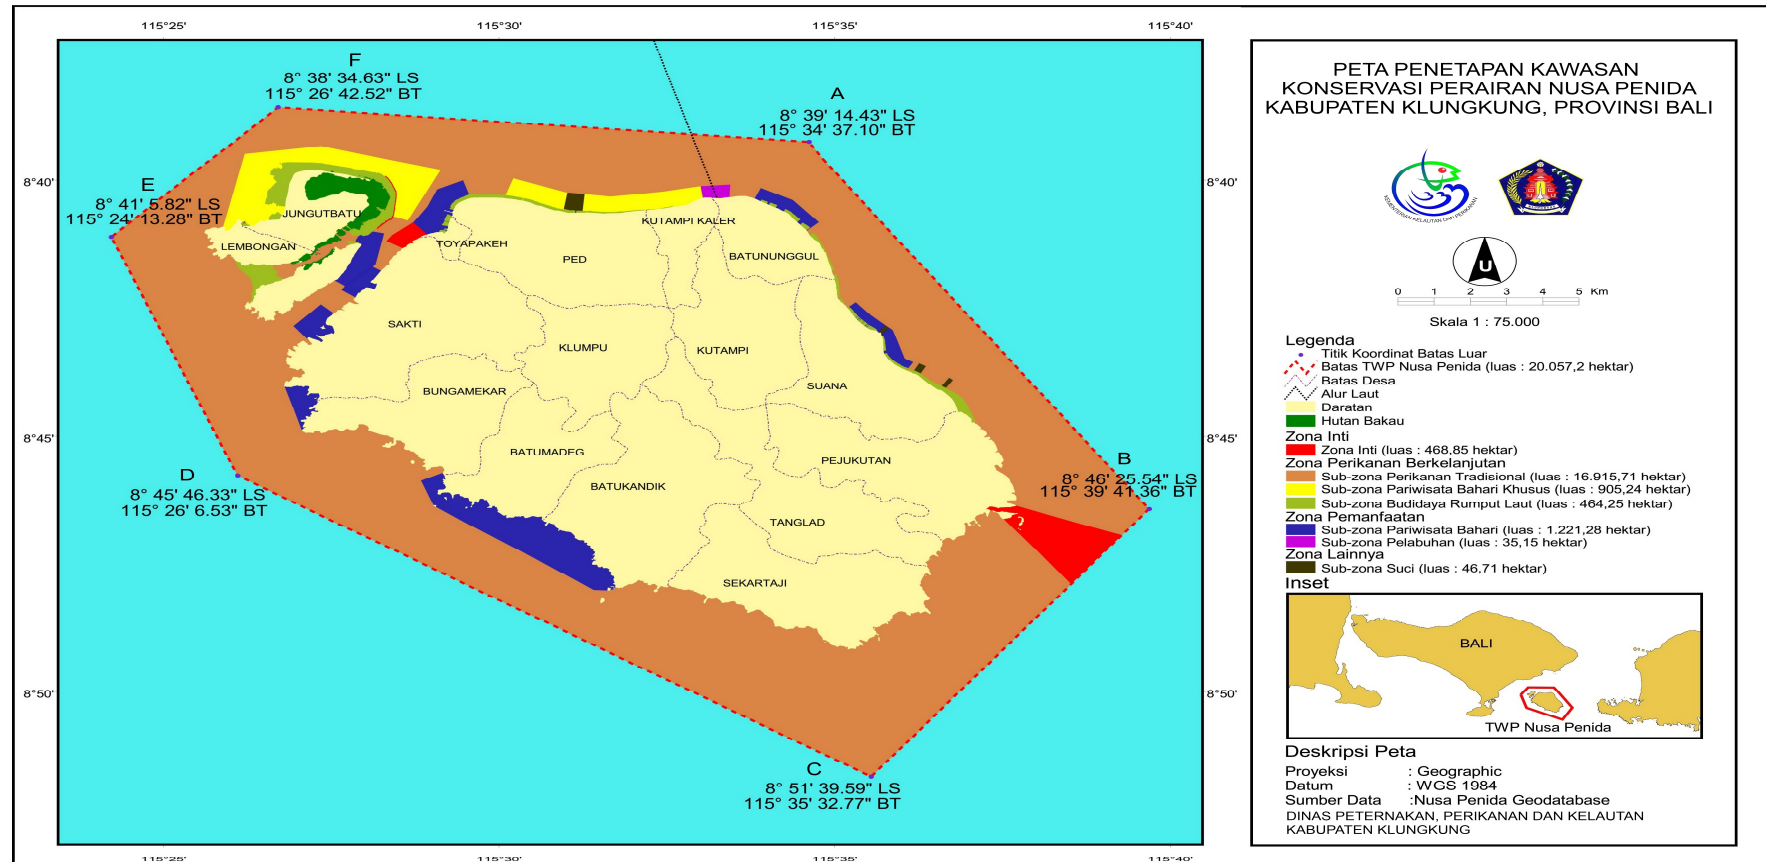 115°25'
115°30'
115°35'
115°40'
F
8° 38' 34.63" LS
115° 26' 42.52" BT
A
8° 39' 14.43" LS
115° 34' 37.10" BT
8°40'
8°40'
E
8° 41' 5.82" LS
115° 24' 13.28" BT
JUNGUTBATU
LEMBONGAN
TOYAPAKEH
PED
KUTAMPI KALER
BATUNUNGGUL
SAKTI
KLUMPU
KUTAMPI
SUANA
BUNGAMEKAR
8°45'
8°45'
BATUMADEG
PEJUKUTAN
BATUKANDIK
TANGLAD
SEKARTAJI
B
8° 46' 25.54" LS
115° 39' 41.36" BT
D
8° 45' 46.33" LS
115° 26' 6.53" BT
8°50'
8°50'
C
8° 51' 39.59" LS
115° 35' 32.77" BT
115°25'
115°30'
115°35'
115°40'
PETA PENETAPAN KAWASAN
KONSERVASI PERAIRAN NUSA PENIDA
KABUPATEN KLUNGKUNG, PROVINSI BALI
KEMENTERIAN KELAUTAN DAN PERIKANAN
U
0 1 2 3 4 5 Km
Skala 1 : 75.000
Legenda
Titik Koordinat Batas Luar
Batas TWP Nusa Penida (luas : 20.057,2 hektar)
Batas Desa
Alur Laut
Daratan
Hutan Bakau
Zona Inti
Zona Inti (luas : 468.85 hektar)
Zona Perikanan Berkelanjutan
Sub-zona Perikanan Tradisional (luas : 16.915,71 hektar)
Sub-zona Pariwisata Bahari Khusus (luas : 905,24 hektar)
Sub-zona Budidaya Rumput Laut (luas : 464,25 hektar)
Zona Pemanfaatan
Sub-zona Pariwisata Bahari (luas : 1.221,28 hektar)
Sub-zona Pelabuhan (luas : 35,15 hektar)
Zona Lainnya
Sub-zona Suci (luas : 46.71 hektar)
Inset
BALI
TWP Nusa Penida
Deskripsi Peta
Proyeksi : Geographic
Datum : WGS 1984
Sumber Data :Nusa Penida Geodatabase
DINAS PETERNAKAN, PERIKANAN DAN KELAUTAN
KABUPATEN KLUNGKUNG